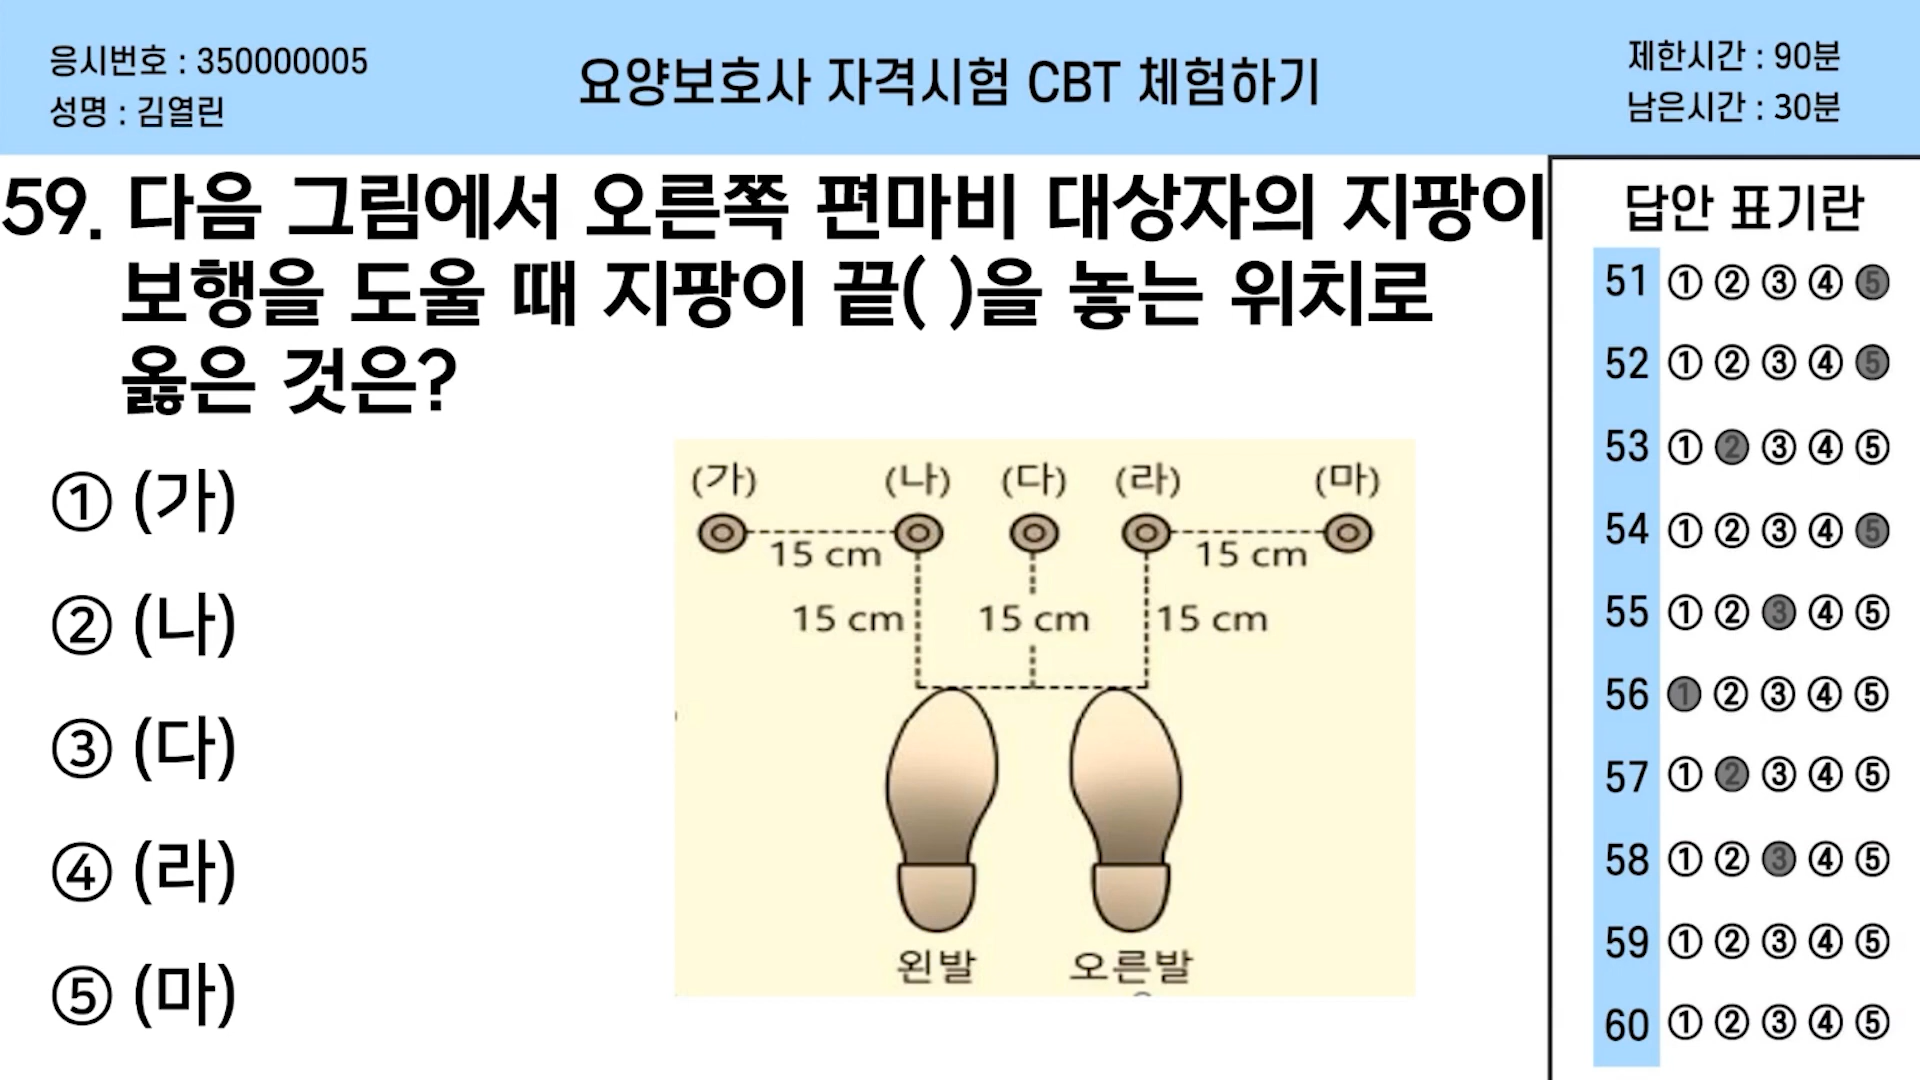 응시번호 : 350000005
성명 : 김열린
요양보호사 자격시험 CBT 체험하기
제한시간 : 90분
남은시간 : 30분
59. 다음 그림에서 오른쪽 편마비 대상자의 지팡이
보행을 도울 때 지팡이 끝( )을 놓는 위치로
옳은 것은?
① (가)
② (나)
③ (다)
④ (라)
⑤ (마)
(가) (나) (다) (라) (마)
15 cm 15 cm
15 cm 15 cm 15 cm
왼발 오른발
답안 표기란
51 ① ② ③ ④ ⑤
52 ① ② ③ ④ ⑤
53 ① ② ③ ④ ⑤
54 ① ② ③ ④ ⑤
55 ① ② ③ ④ ⑤
56 ① ② ③ ④ ⑤
57 ① ② ③ ④ ⑤
58 ① ② ③ ④ ⑤
59 ① ② ③ ④ ⑤
60 ① ② ③ ④ ⑤